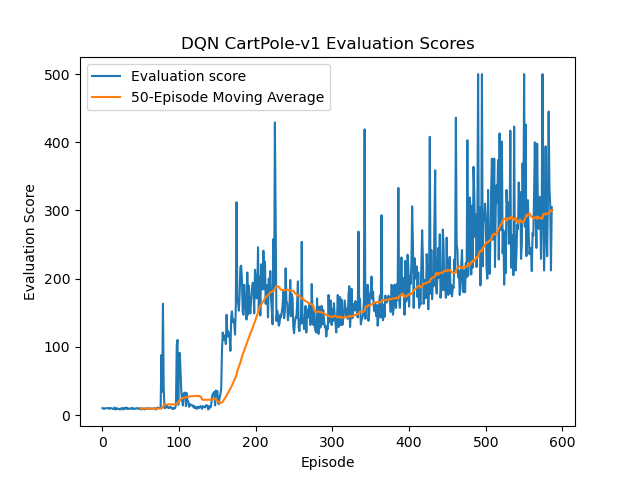 DQN CartPole-v1 Evaluation Scores
Evaluation score
50-Episode Moving Average
500
400
300
200
100
0
Evaluation Score
0 100 200 300 400 500 600
Episode